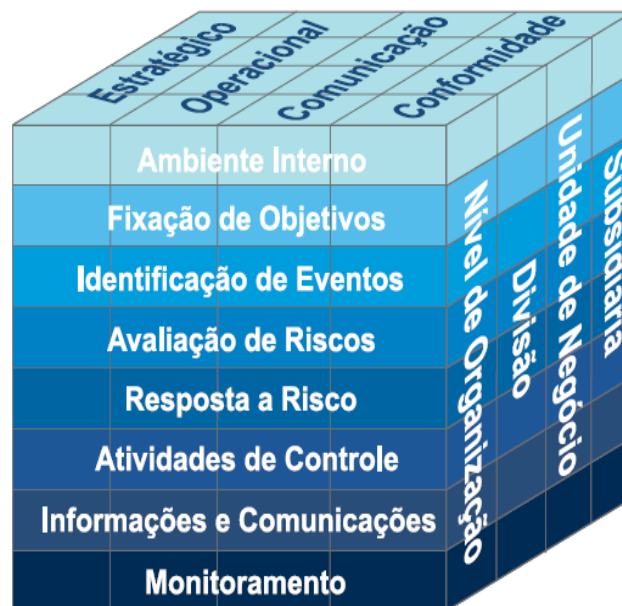 Estratégico
Operacional
Comunicação
Conformidade
Ambiente Interno
Fixação de Objetivos
Identificação de Eventos
Avaliação de Riscos
Resposta a Risco
Atividades de Controle
Informações e Comunicações
Monitoramento
Nível de Organização
Divisão
Unidade de Negócio
Subsidiaria